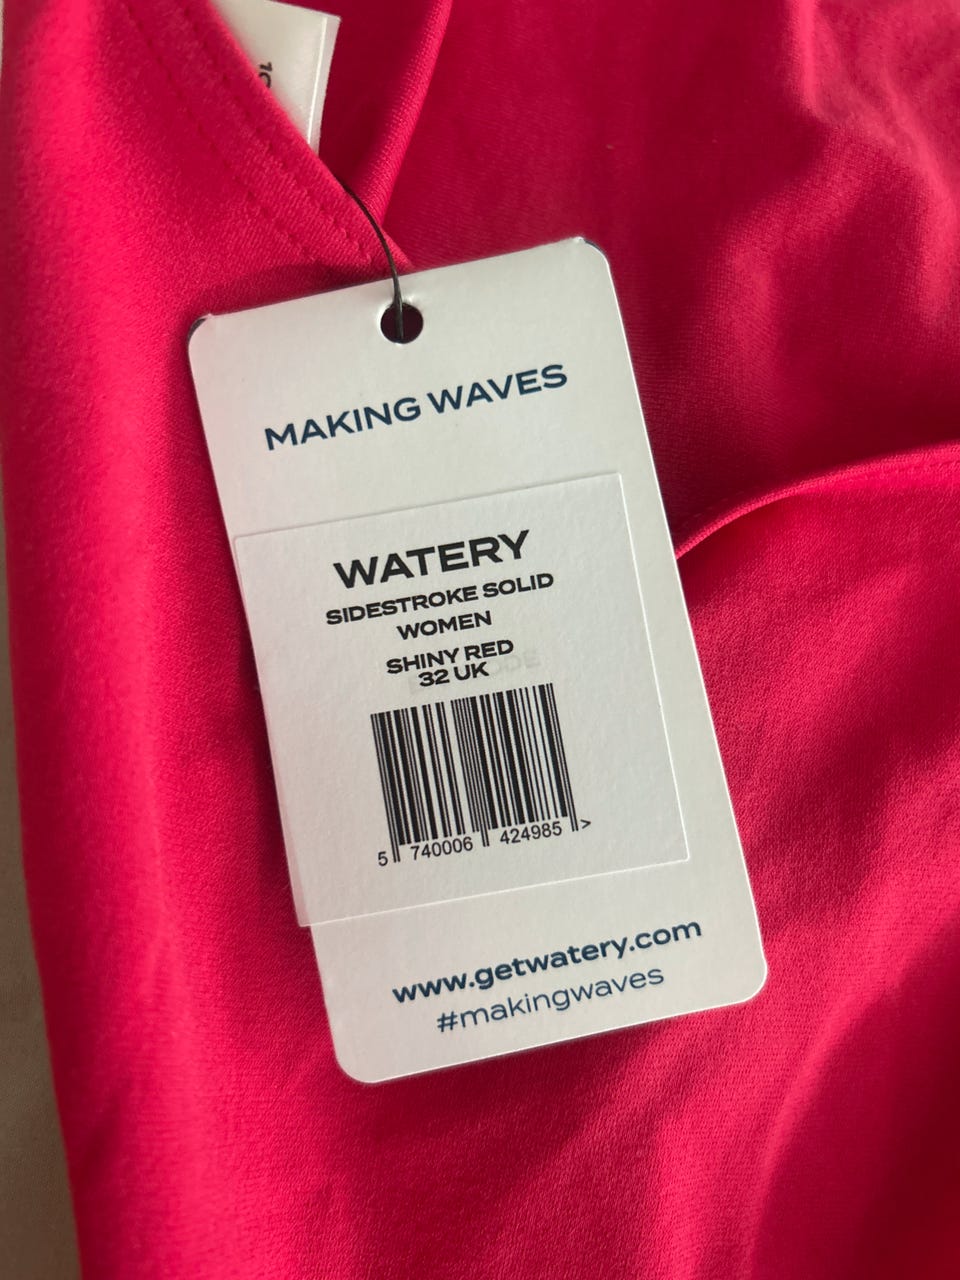 MAKING WAVES
WATERY
SIDESTROKE SOLID
WOMEN
SHINY RED
32 UK
5 740006 424985 >
www.getwatery.com
#makingwaves